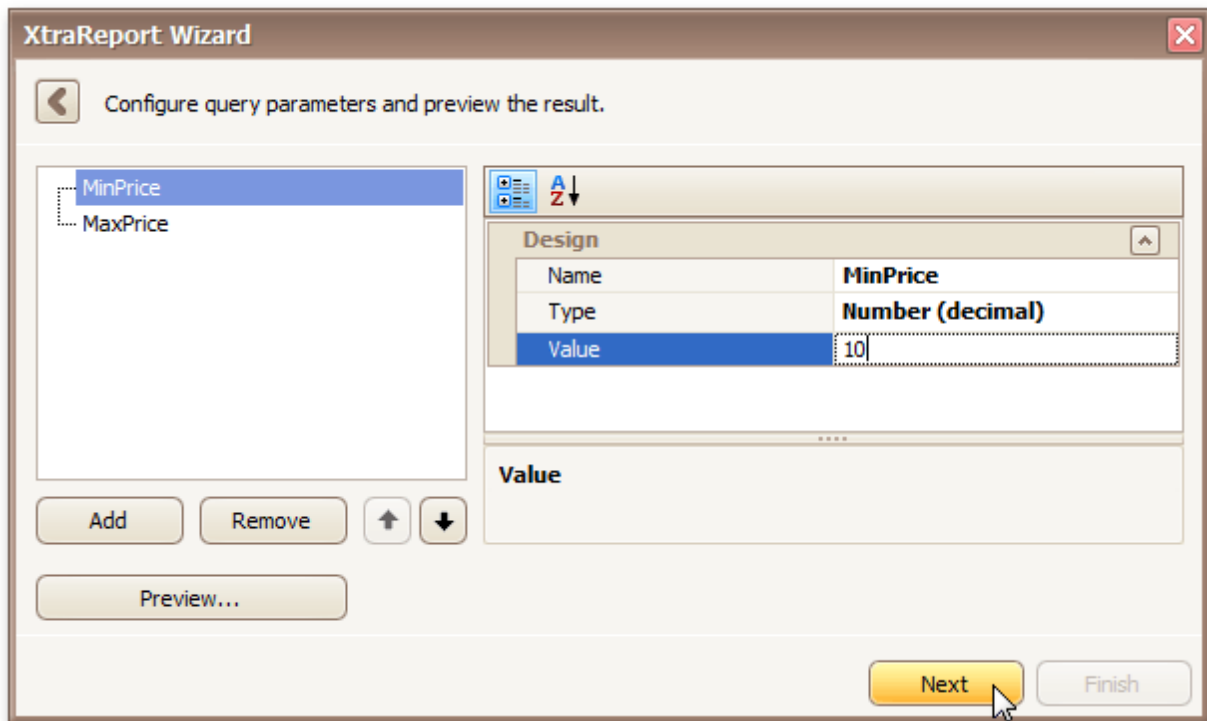 XtraReport Wizard
Configure query parameters and preview the result.
MinPrice
MaxPrice
A
Z
Design
Name MinPrice
Type Number (decimal)
Value 10
Value
Add Remove
Preview...
Next Finish